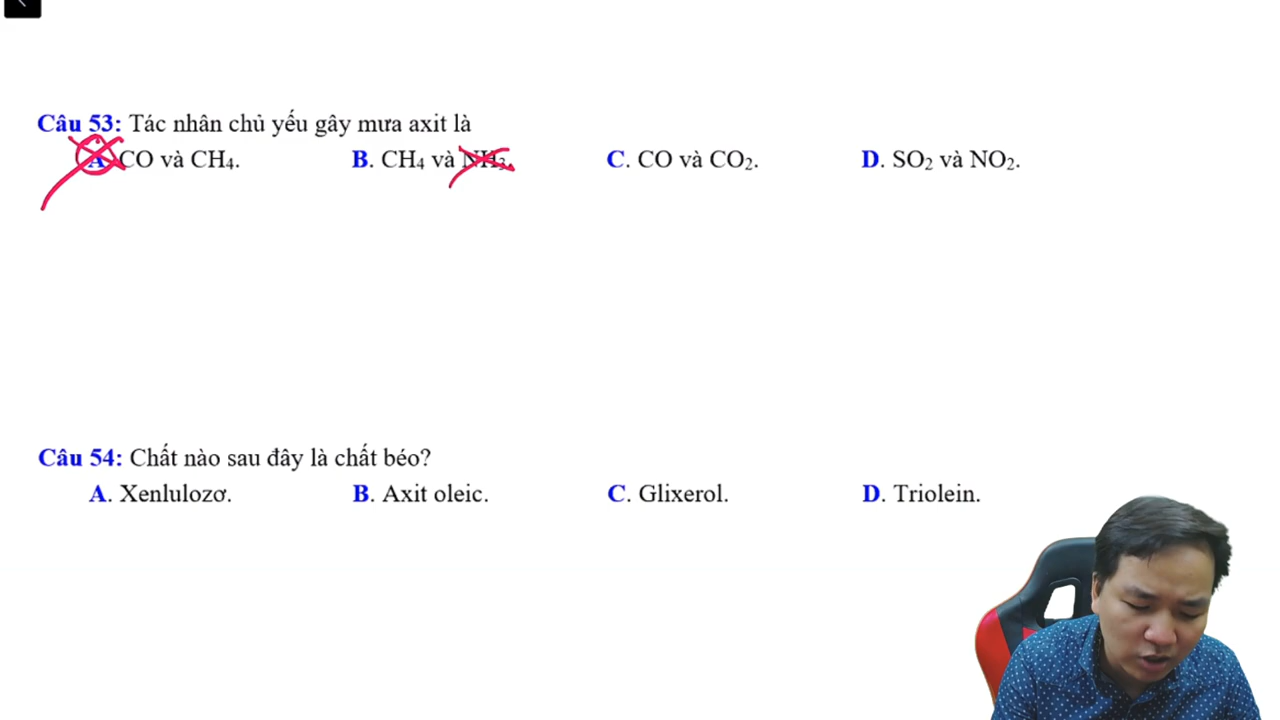 Câu 53: Tác nhân chủ yếu gây mưa axit là
A. CO và CH₄. B. CH₄ và NH₃. C. CO và CO₂. D. SO₂ và NO₂.
Câu 54: Chất nào sau đây là chất béo?
A. Xenlulozơ. B. Axit oleic. C. Glixerol. D. Triolein.